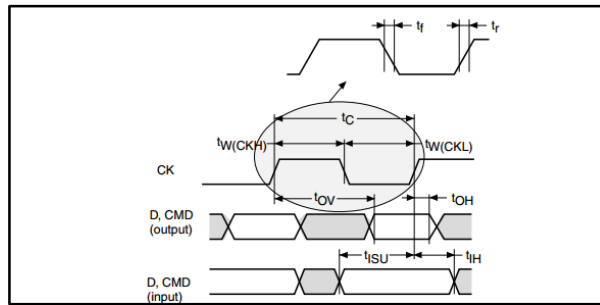 tf
tr
tC
tW(CKH)
tW(CKL)
CK
tOV
tOH
D, CMD
(output)
tISU
tIH
D, CMD
(input)